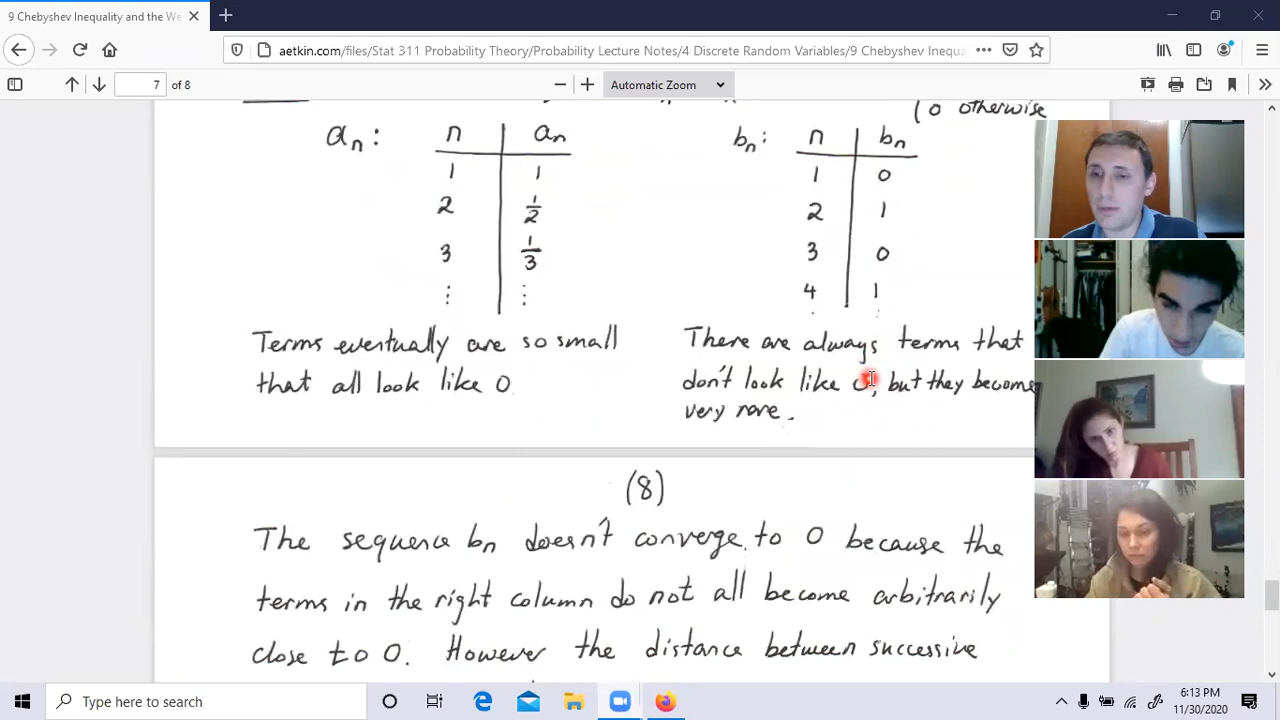 9 Chebyshev Inequality and the We
aetkin.com/files/Stat 311 Probability Theory/Probability Lecture Notes/4 Discrete Random Variables/9 Chebyshev Inequa
7 of 8
Automatic Zoom
0 otherwise
an: n an
1 1
2 1/2
3 1/3
⋮ ⋮
bn: n bn
1 0
2 1
3 0
4 1
Terms eventually are so small
that all look like 0
There are always terms that
don't look like 0, but they become
very rare.
(8)
The sequence bn doesn't converge to 0 because the
terms in the right column do not all become arbitrarily
close to 0. However the distance between successive
Type here to search
6:13 PM
11/30/2020